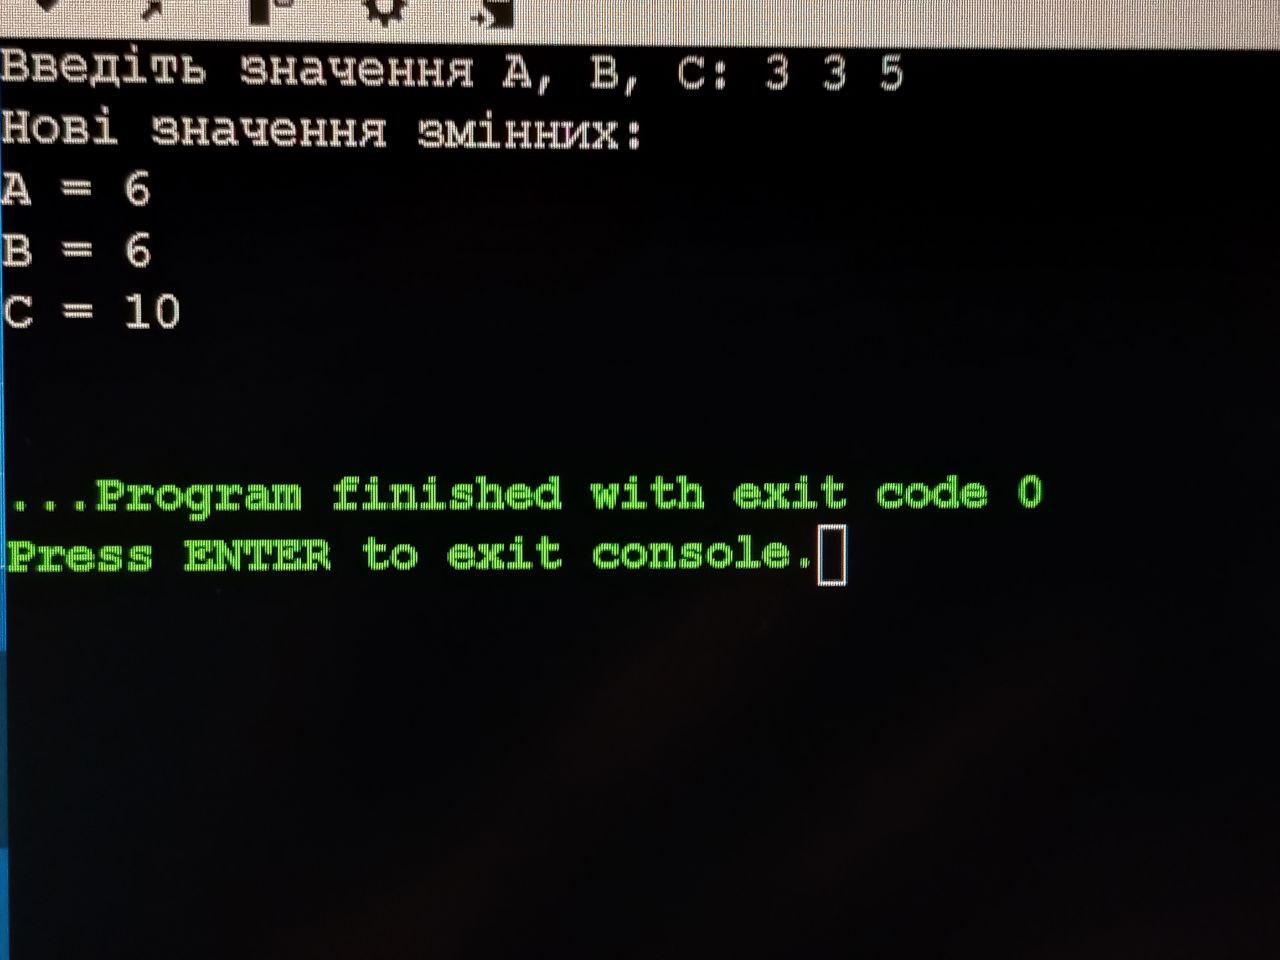 Введіть значення A, B, C: 3 3 5
Нові значення змінних:
A = 6
B = 6
C = 10
...Program finished with exit code 0
Press ENTER to exit console.